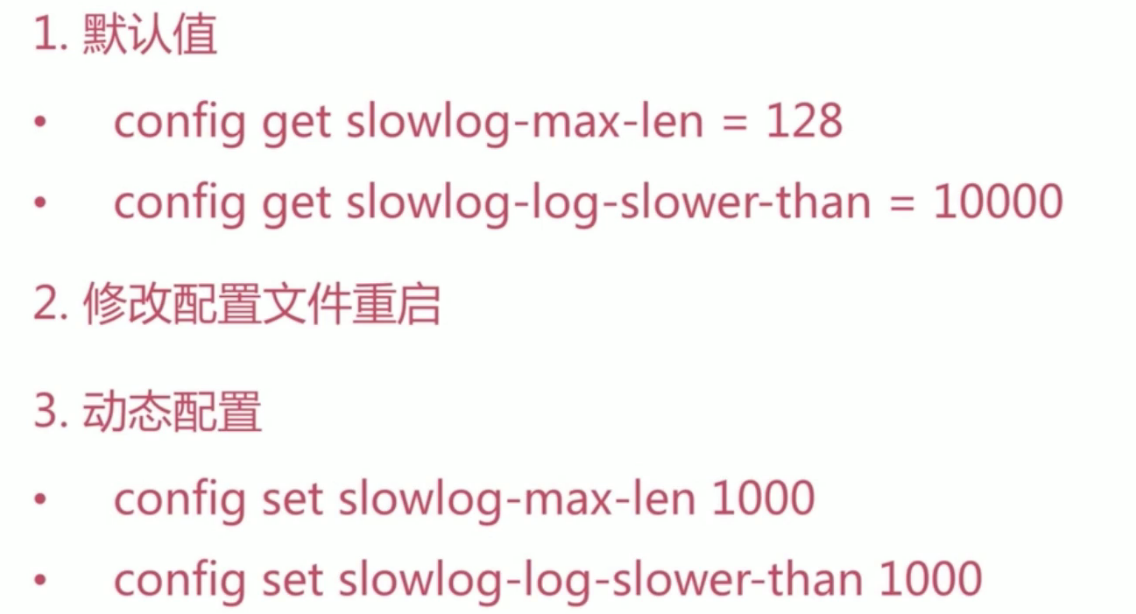 1. 默认值
• config get slowlog-max-len = 128
• config get slowlog-log-slower-than = 10000
2. 修改配置文件重启
3. 动态配置
• config set slowlog-max-len 1000
• config set slowlog-log-slower-than 1000